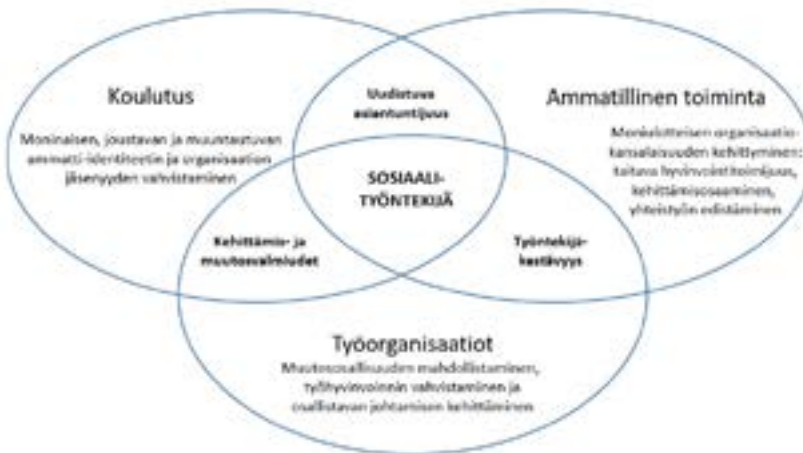 Koulutus
Moninaisen, joustavan ja muuntautuvan
ammatti-identiteetin ja organisaation
jäsenyyden vahvistaminen
Uudistuva
asiantuntijuus
Ammatillinen toiminta
Moniulotteisen organisaatio-
kansalaisuuden kehittyminen:
taitava hyvinvointitoimijuus,
kehittämisosaaminen,
yhteistyön edistäminen
SOSIAALI-
TYÖNTEKIJÄ
Kehittämis- ja
muutosvalmiudet
Työntekijä-
kestävyys
Työorganisaatiot
Muutososallisuuden mahdollistaminen,
työhyvinvoinnin vahvistaminen ja
osallistavan johtamisen kehittäminen